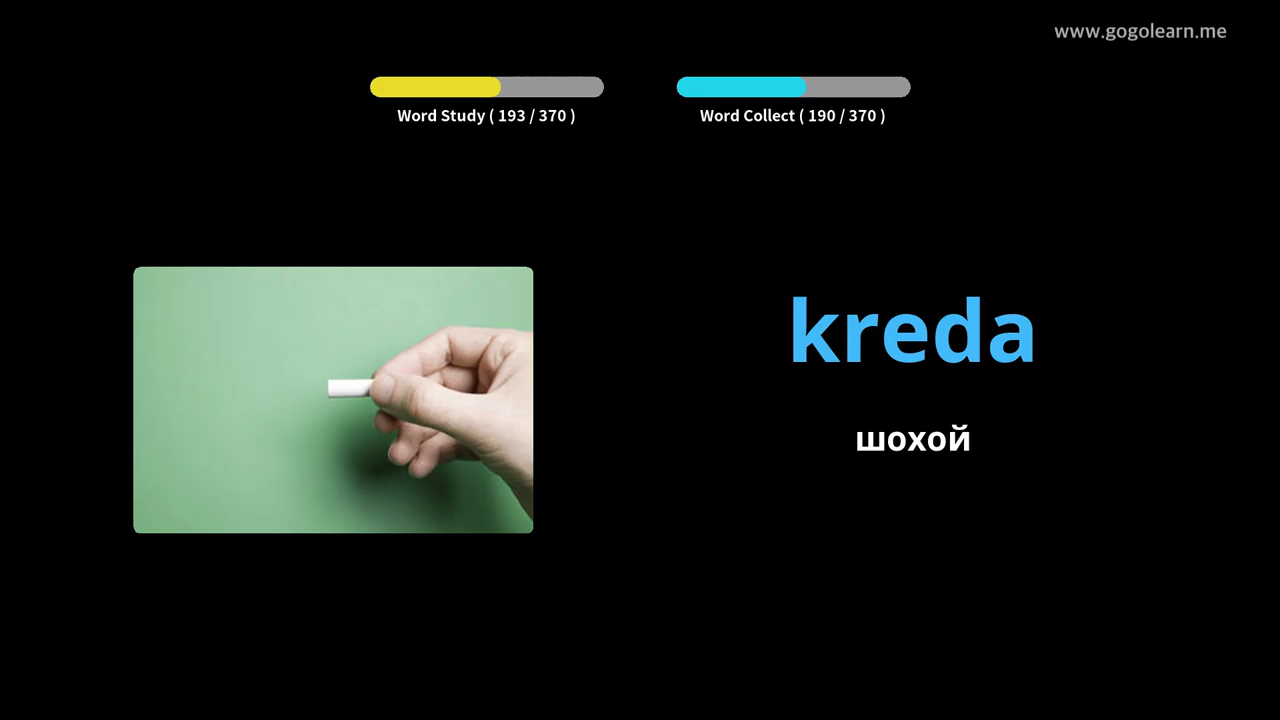 www.gogolearn.me
Word Study ( 193 / 370 )
Word Collect ( 190 / 370 )
kreda
шохой